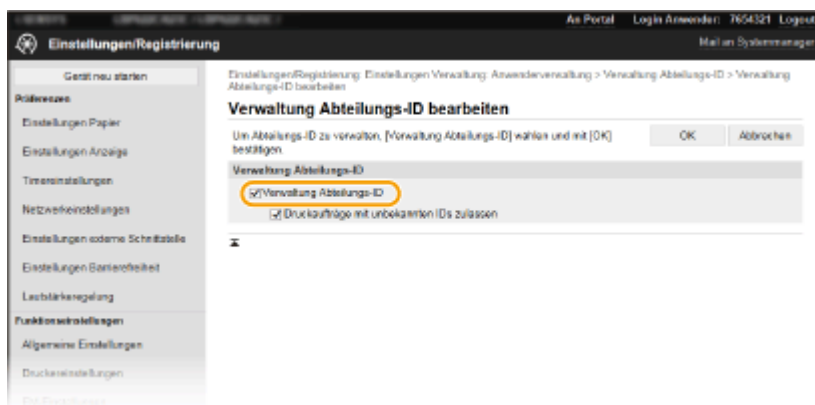 An Portal Login Anwender: 7654321 Logout
Einstellungen/Registrierung
Mail an Systemmanager
Gerät neu starten
Präferenzen
Einstellungen Papier
Einstellungen Anzeige
Timereinstellungen
Netzwerkeinstellungen
Einstellungen externe Schnittstelle
Einstellungen Barrierefreiheit
Lautstärkeregelung
Funktionseinstellungen
Allgemeine Einstellungen
Druckereinstellungen
Einstellungen/Registrierung: Einstellungen Verwaltung: Anwenderverwaltung > Verwaltung Abteilungs-ID > Verwaltung
Abteilungs-ID bearbeiten
Verwaltung Abteilungs-ID bearbeiten
Um Abteilungs-ID zu verwalten, [Verwaltung Abteilungs-ID] wählen und mit [OK]
bestätigen.
OK
Abbrechen
Verwaltung Abteilungs-ID
Verwaltung Abteilungs-ID
Druckaufträge mit unbekannten IDs zulassen